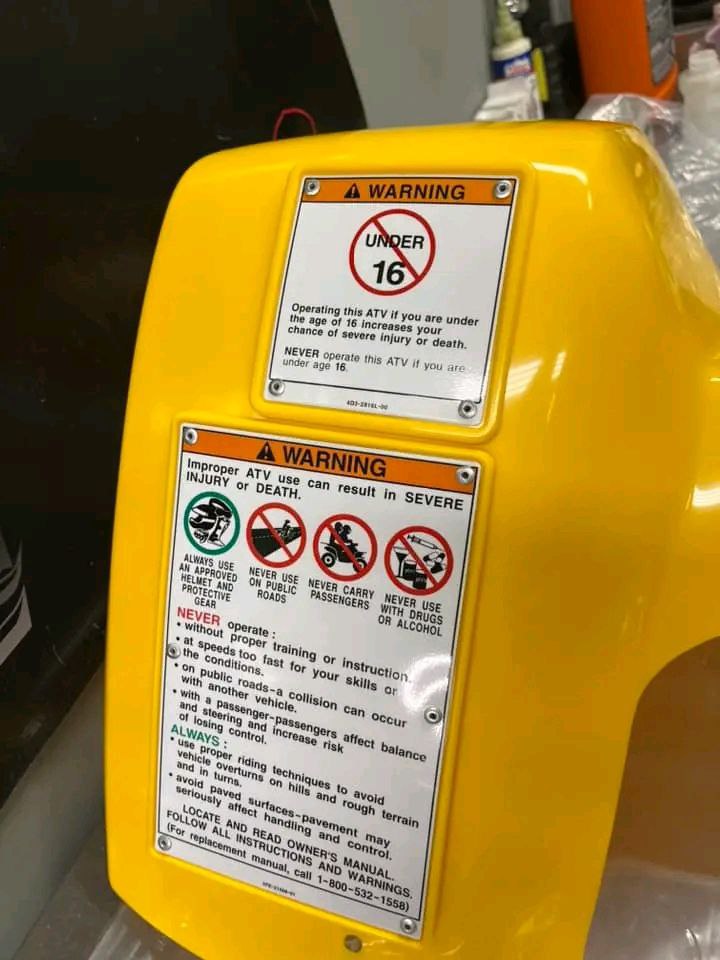 WARNING
UNDER
16
Operating this ATV if you are under
the age of 16 increases your
chance of severe injury or death.
NEVER operate this ATV if you are
under age 16.
WARNING
Improper ATV use can result in SEVERE
INJURY or DEATH.
ALWAYS USE
AN APPROVED
HELMET AND
PROTECTIVE
GEAR
NEVER USE
ON PUBLIC
ROADS
NEVER CARRY
PASSENGERS
NEVER USE
WITH DRUGS
OR ALCOHOL
NEVER operate :
• without proper training or instruction.
• at speeds too fast for your skills or
the conditions.
• on public roads-a collision can occur
with another vehicle.
• with a passenger-passengers affect balance
and steering and increase risk
of losing control.
ALWAYS :
• use proper riding techniques to avoid
vehicle overturns on hills and rough terrain
and in turns.
• avoid paved surfaces-pavement may
seriously affect handling and control.
LOCATE AND READ OWNER'S MANUAL.
FOLLOW ALL INSTRUCTIONS AND WARNINGS.
(For replacement manual, call 1-800-532-1558)